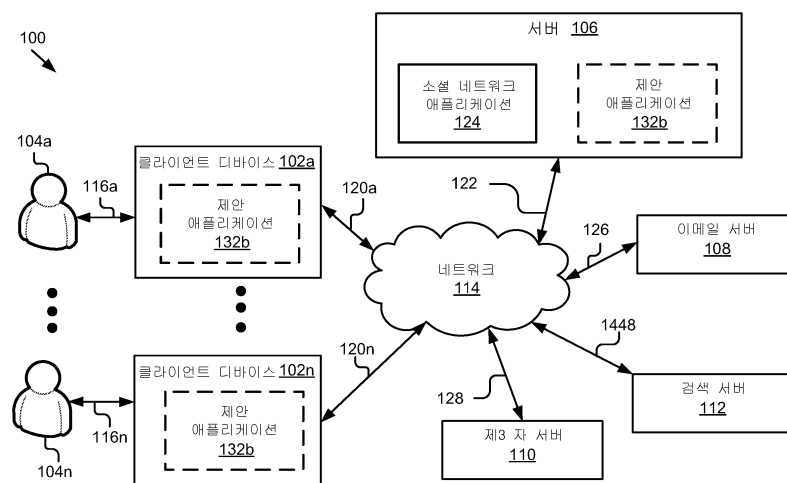 100
서버 106
소셜 네트워크
애플리케이션
124
제안
애플리케이션
132b
104a
116a
클라이언트 디바이스 102a
제안
애플리케이션
132b
120a
122
네트워크
114
126
이메일 서버
108
1448
검색 서버
112
128
제3 자 서버
110
120n
클라이언트 디바이스 102n
제안
애플리케이션
132b
116n
104n